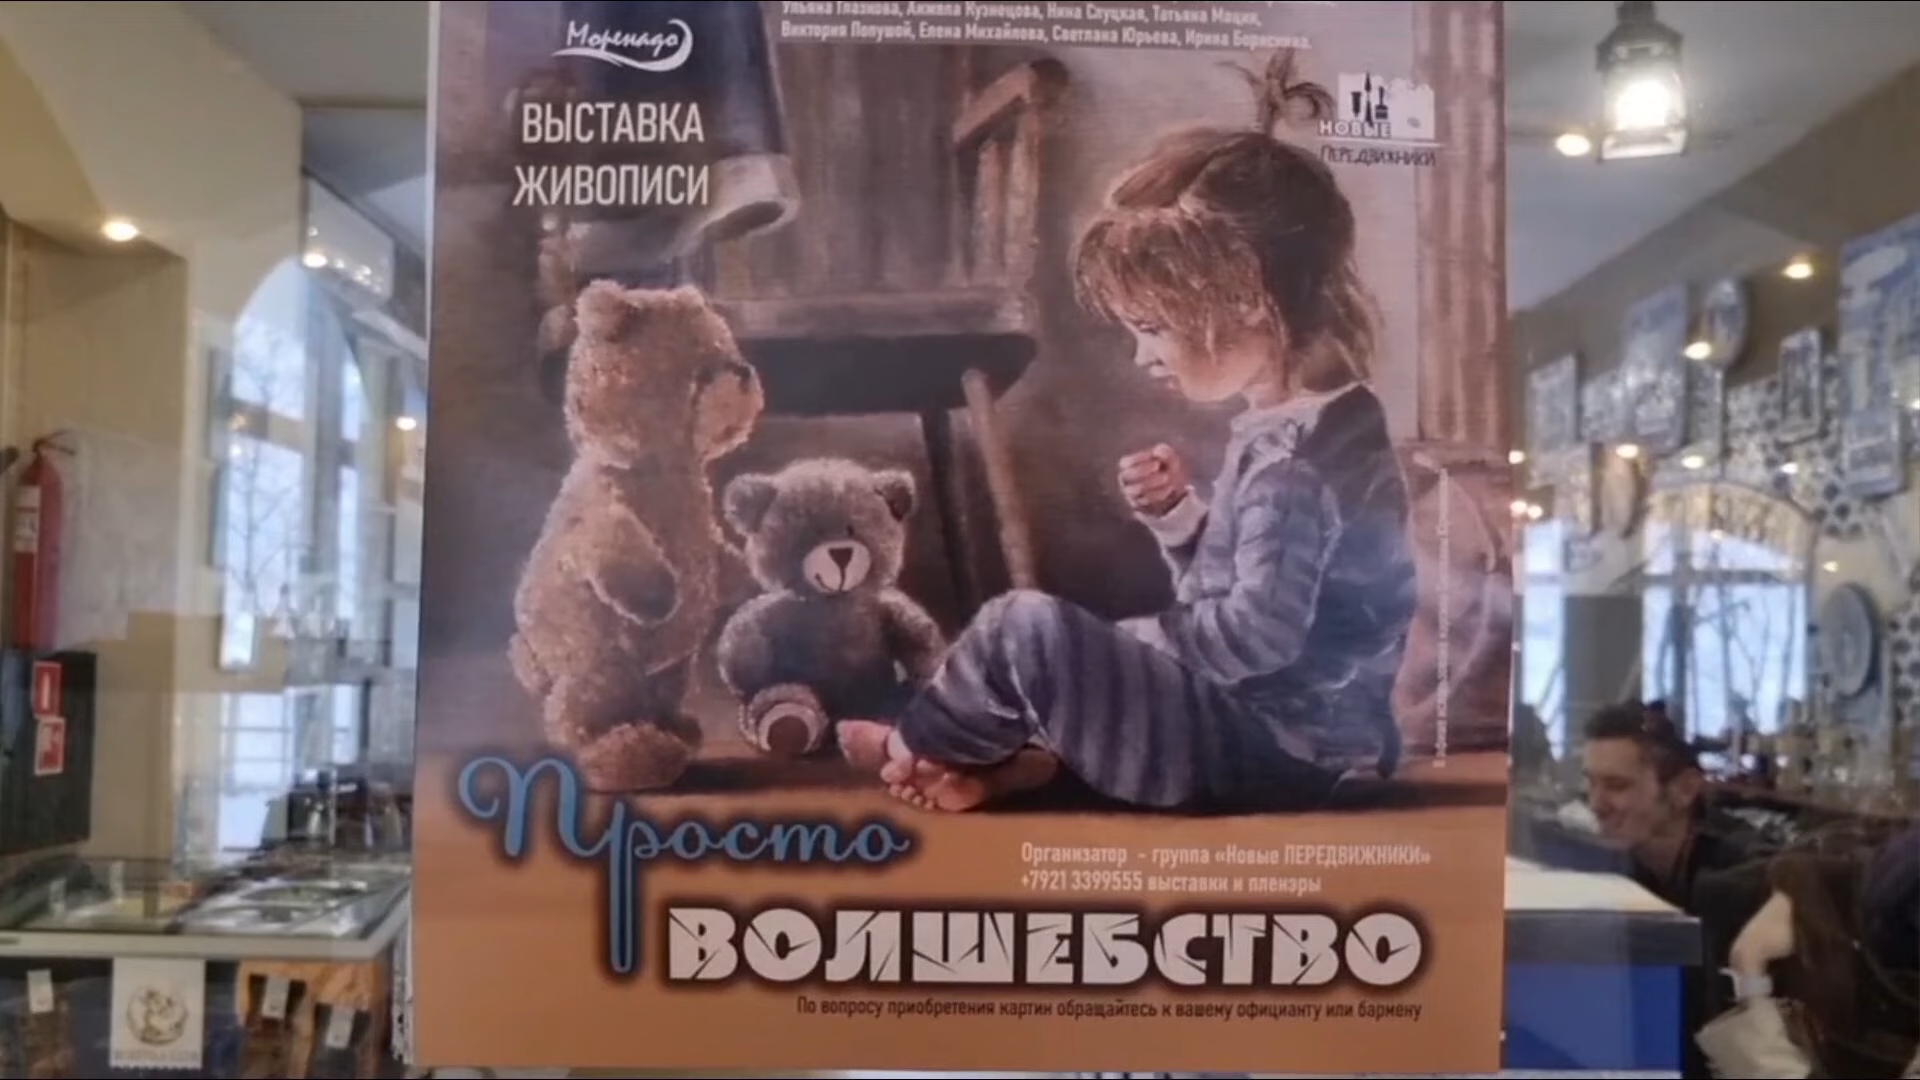 Ульяна Глазкова, Анжела Кузнецова, Нина Слуцкая, Татьяна Мация,
Виктория Попушой, Елена Михайлова, Светлана Юрьева, Ирина Борискина.
Моренадо
ВЫСТАВКА
ЖИВОПИСИ
НОВЫЕ
ПЕРЕДВИЖНИКИ
Просто
Организатор - группа «Новые ПЕРЕДВИЖНИКИ»
+7921 3399555 выставки и пленэры
ВОЛШЕБСТВО
По вопросу приобретения картин обращайтесь к вашему официанту или бармену